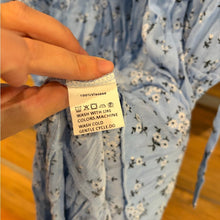 100%Viscose
WASH WITH LIKE
COLORS,MACHINE
WASH COLD
GENTLE CYCLE.DO